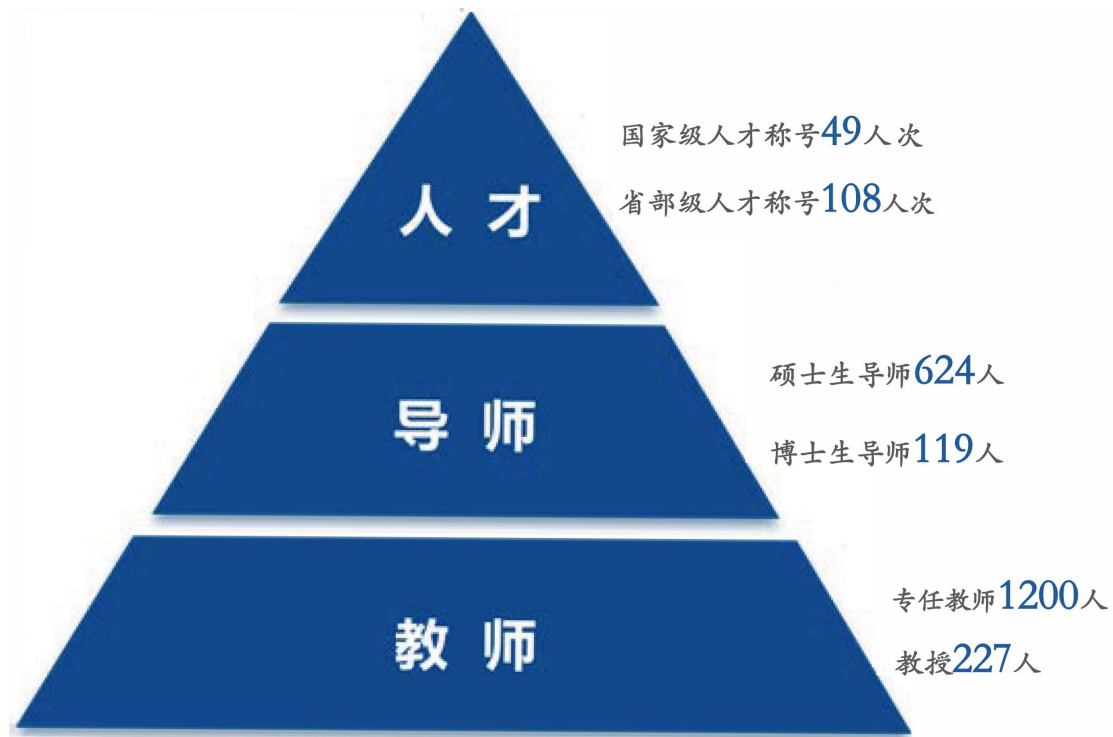 国家级人才称号49人次
人才
省部级人才称号108人次
硕士生导师624人
导师
博士生导师119人
专任教师1200人
教师
教授227人